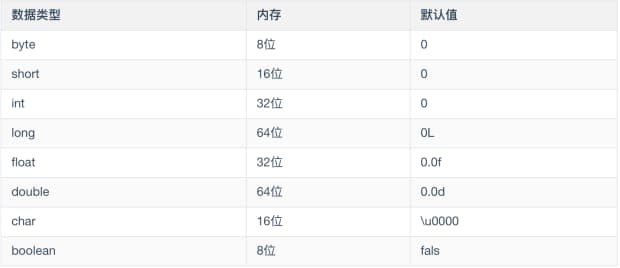 数据类型 内存 默认值
byte 8位 0
short 16位 0
int 32位 0
long 64位 0L
float 32位 0.0f
double 64位 0.0d
char 16位 \u0000
boolean 8位 fals